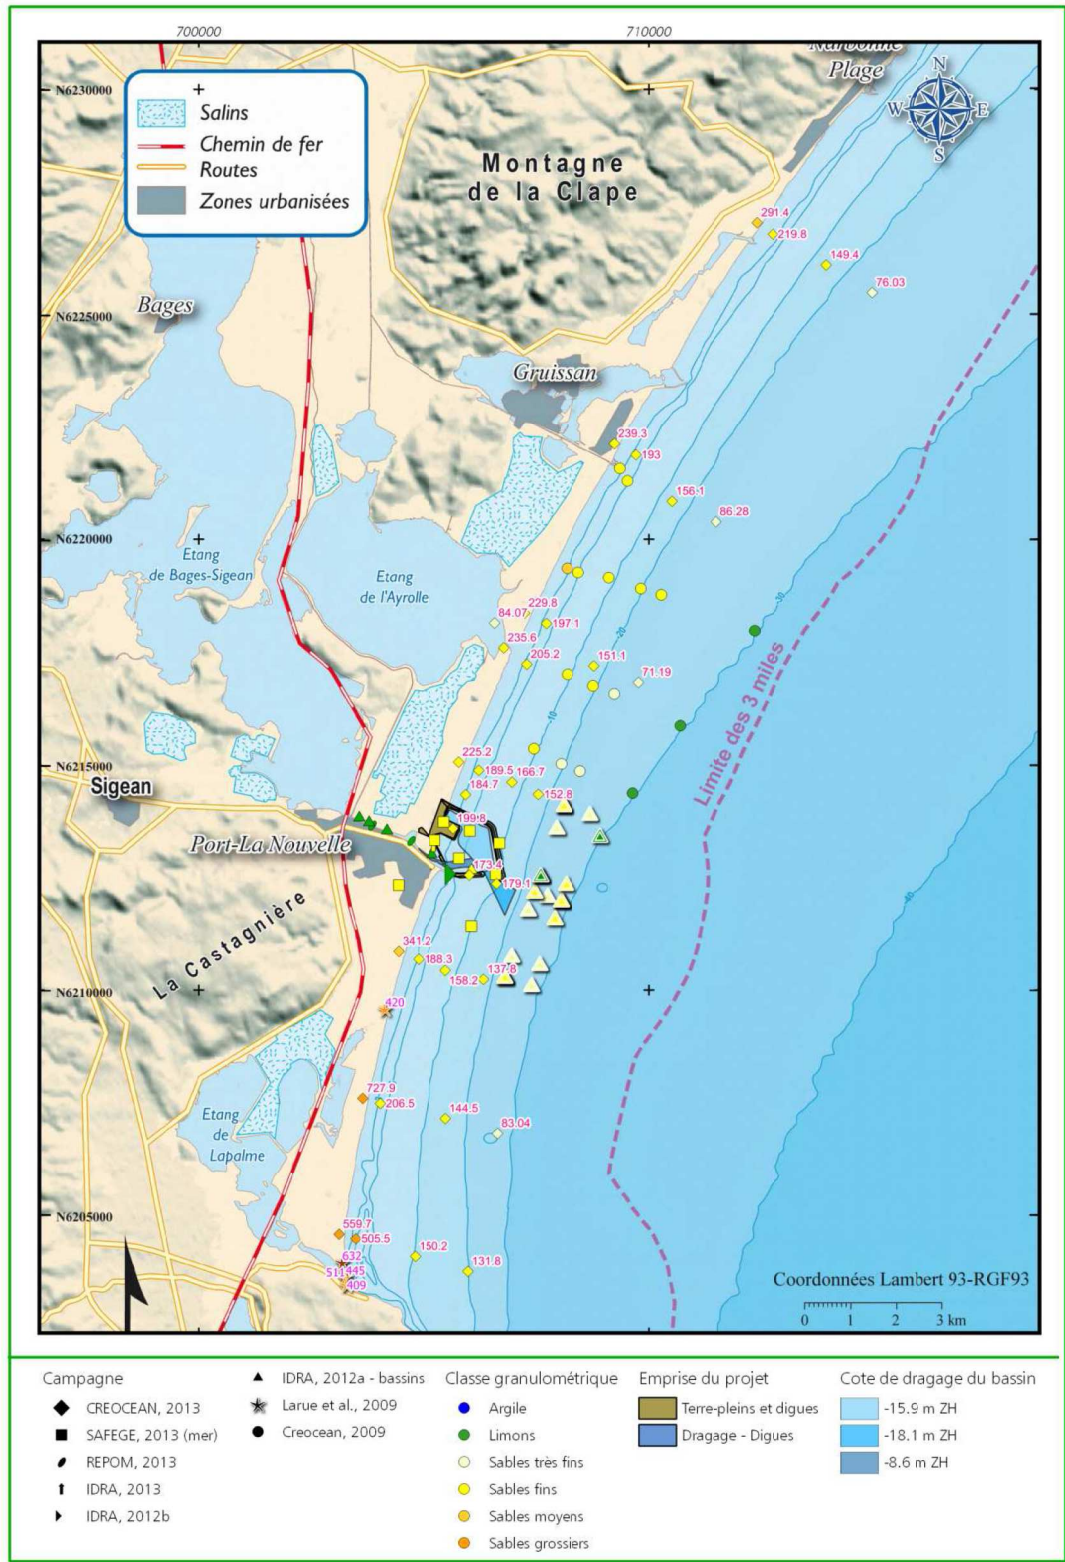 700000
710000
N6230000
N6225000
N6220000
N6215000
N6210000
N6205000
Salins
Chemin de fer
Routes
Zones urbanisées
Narbonne
Plage
N
W
E
S
Montagne
de la Clape
291.4
219.8
149.4
76.03
Bages
Gruissan
239.3
193
156.1
86.28
Etang
de Bages-Sigean
Etang
de l'Ayrolle
229.8
84.07
197.1
235.6
205.2
151.1
71.19
-10
-20
-30
-40
Limite des 3 miles
225.2
189.5
166.7
184.7
152.8
Sigean
Port-La Nouvelle
199.8
173.4
179.1
La Castagnière
341.2
188.3
158.2
137.8
420
727.9
206.5
144.5
83.04
Etang
de
Lapalme
559.7
505.5
632
511
445
409
150.2
131.8
Coordonnées Lambert 93-RGF93
0 1 2 3 km
Campagne
CREOCEAN, 2013
SAFEGE, 2013 (mer)
REPOM, 2013
IDRA, 2013
IDRA, 2012b
IDRA, 2012a - bassins
Larue et al., 2009
Creocean, 2009
Classe granulométrique
Argile
Limons
Sables très fins
Sables fins
Sables moyens
Sables grossiers
Emprise du projet
Terre-pleins et digues
Dragage - Digues
Cote de dragage du bassin
-15.9 m ZH
-18.1 m ZH
-8.6 m ZH